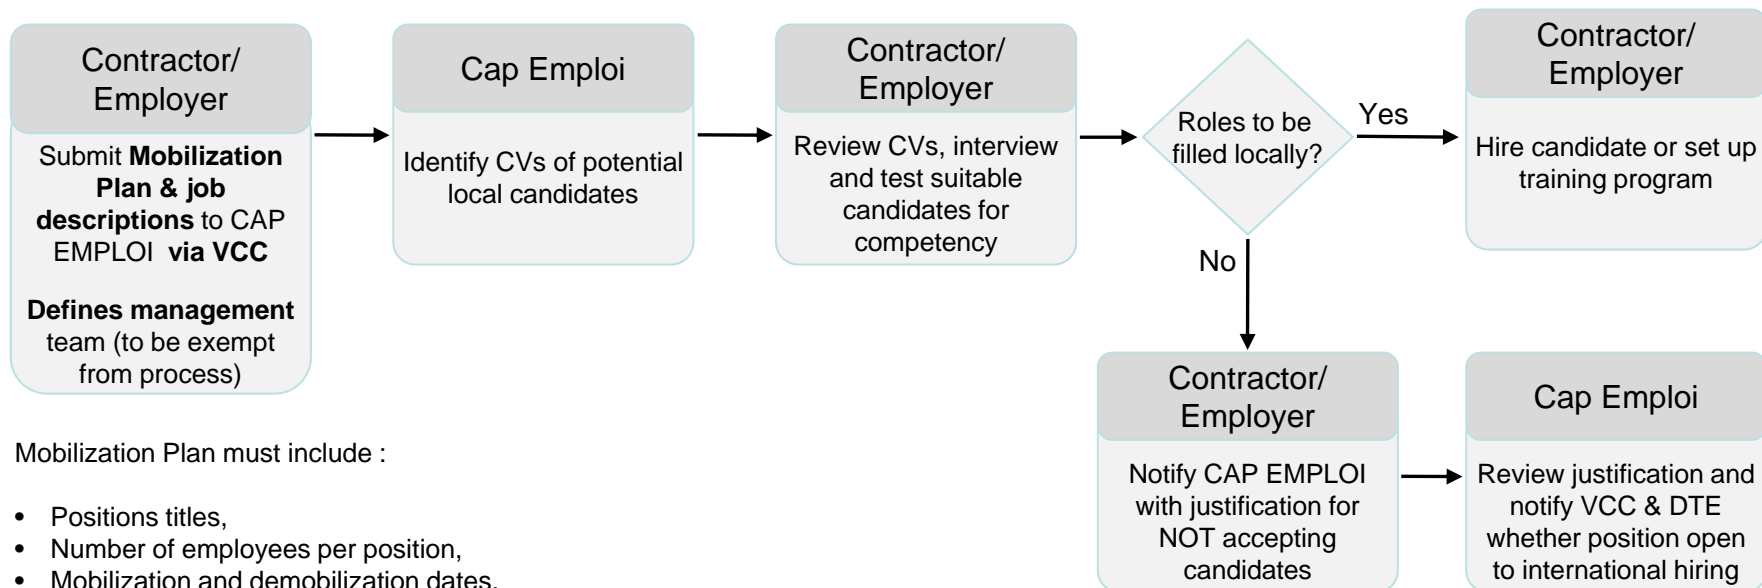 Contractor/
Employer
Submit Mobilization
Plan & job
descriptions to CAP
EMPLOI via VCC
Defines management
team (to be exempt
from process)
Cap Emploi
Identify CVs of potential
local candidates
Contractor/
Employer
Review CVs, interview
and test suitable
candidates for
competency
Roles to be
filled locally?
Yes
Contractor/
Employer
Hire candidate or set up
training program
No
Contractor/
Employer
Notify CAP EMPLOI
with justification for
NOT accepting
candidates
Cap Emploi
Review justification and
notify VCC & DTE
whether position open
to international hiring
Mobilization Plan must include :
• Positions titles,
• Number of employees per position,
• Mobilization and demobilization dates,